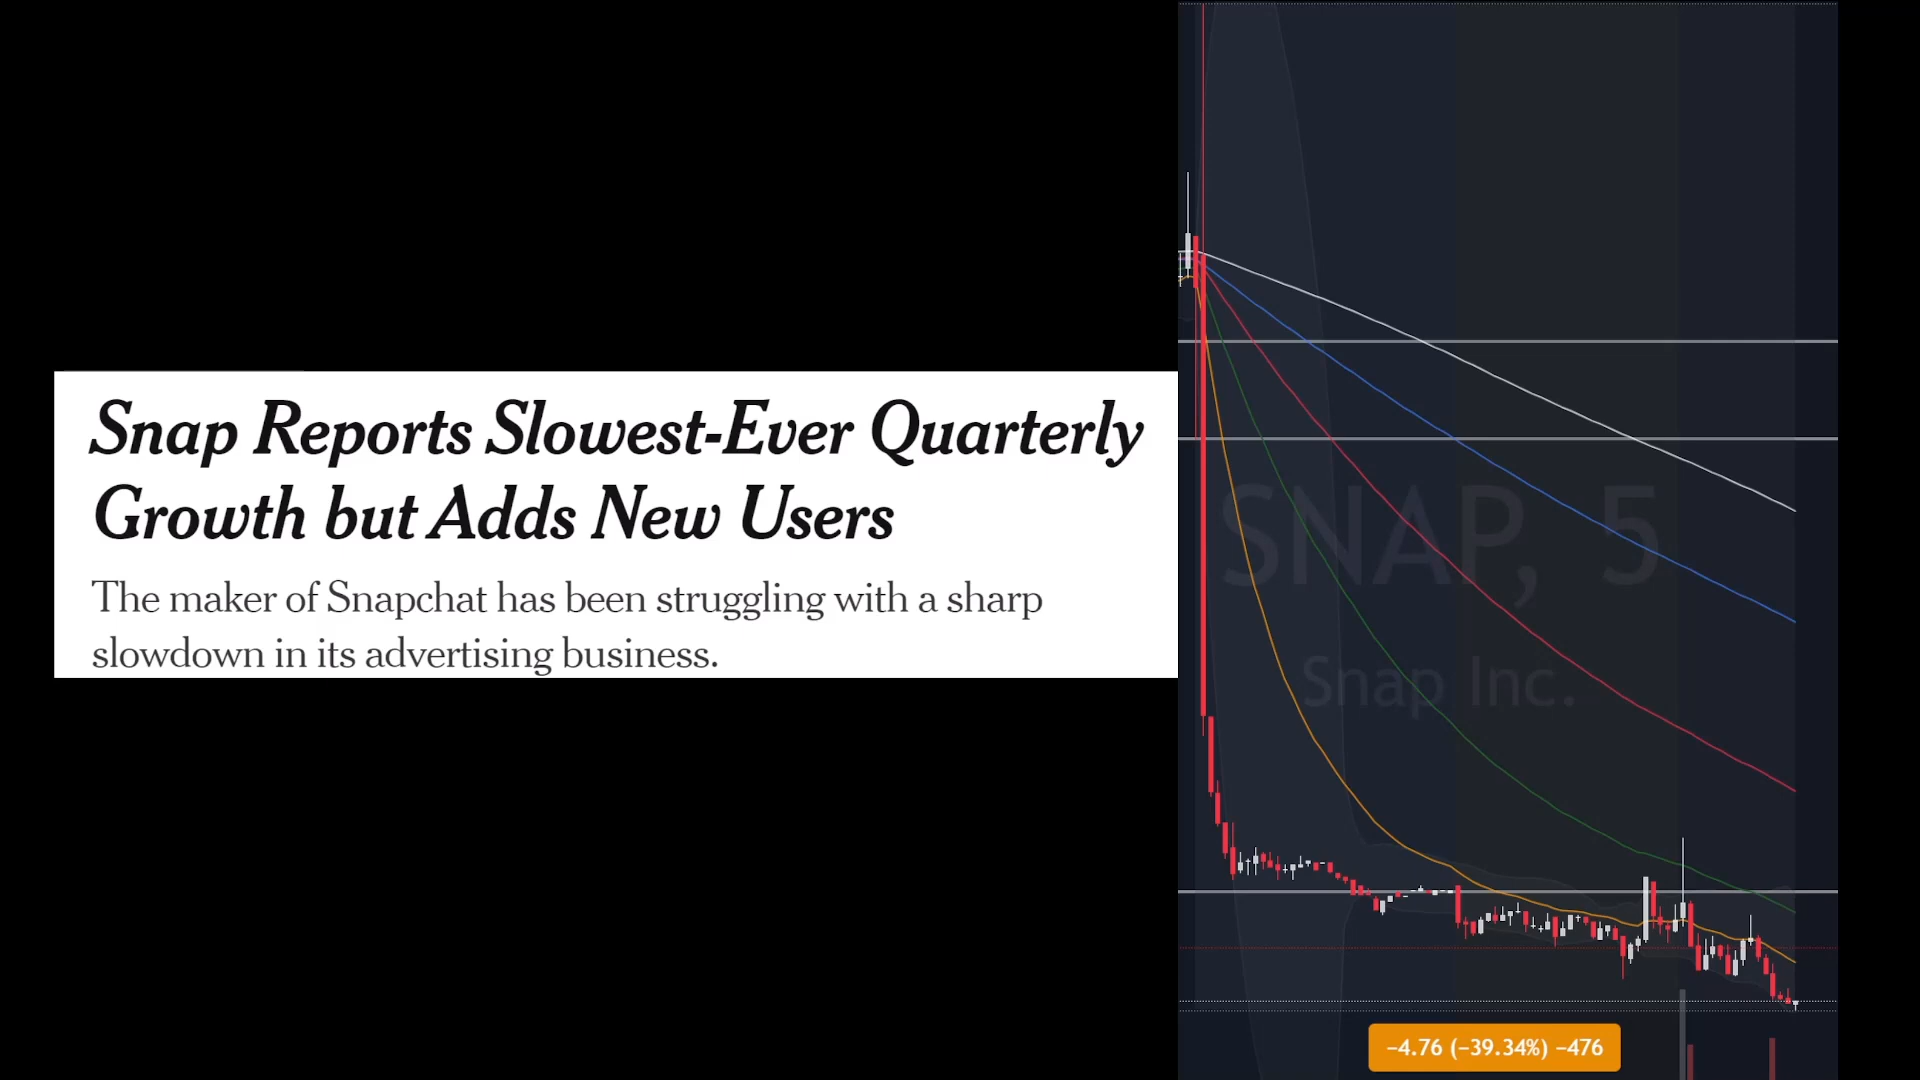 Snap Reports Slowest-Ever Quarterly
Growth but Adds New Users
The maker of Snapchat has been struggling with a sharp
slowdown in its advertising business.
SNAP, 5
Snap Inc.
−4.76 (−39.34%) −476